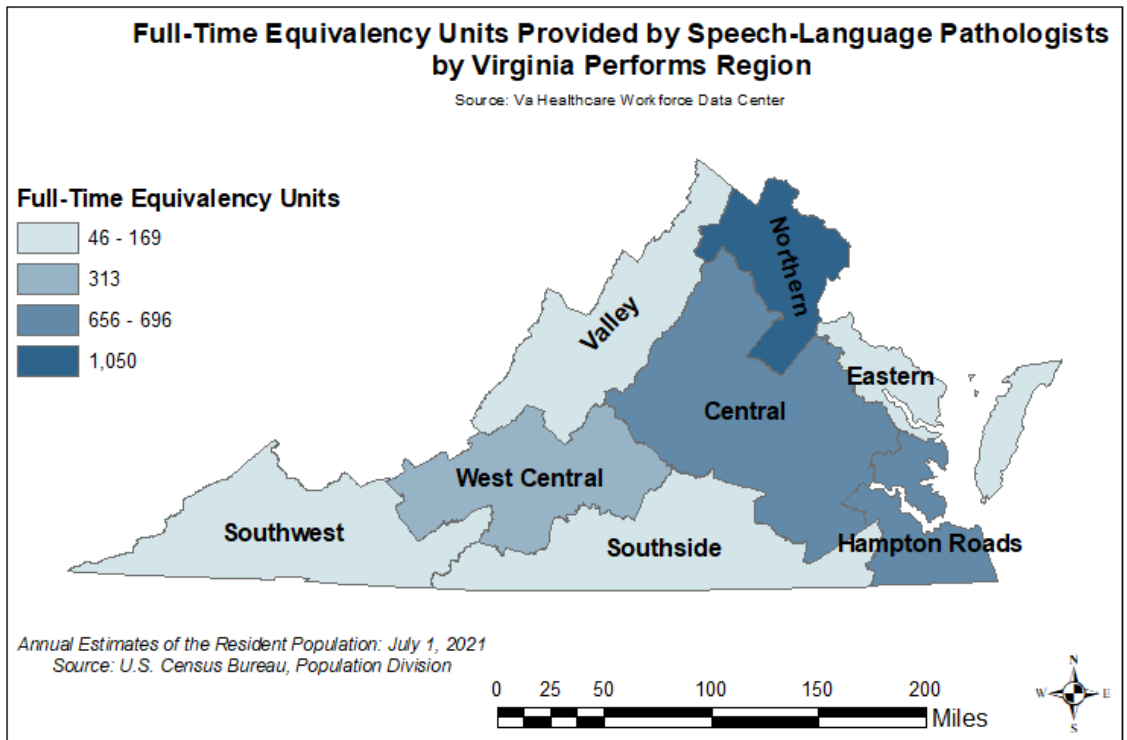 Full-Time Equivalency Units Provided by Speech-Language Pathologists
by Virginia Performs Region
Source: Va Healthcare Workforce Data Center
Full-Time Equivalency Units
46 - 169
313
656 - 696
1,050
Northern
Valley
Eastern
Central
West Central
Southwest
Southside
Hampton Roads
Annual Estimates of the Resident Population: July 1, 2021
Source: U.S. Census Bureau, Population Division
0 25 50 100 150 200
Miles
N
W E
S